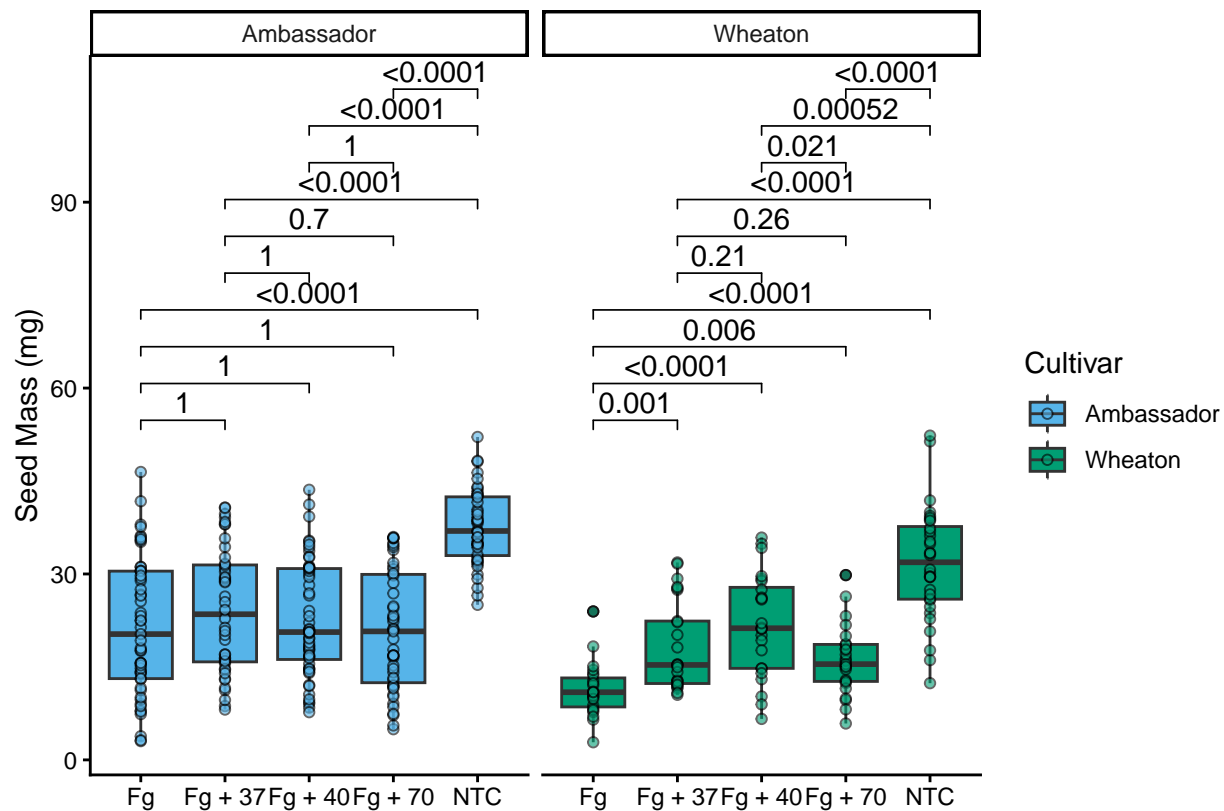 Ambassador Wheaton
<0.0001 <0.0001
<0.0001 0.00052
1 0.021
<0.0001 <0.0001
0.7 0.26
1 0.21
<0.0001 <0.0001
1 0.006
1 <0.0001
1 0.001
Seed Mass (mg)
90
60
30
0
Fg Fg + 37 Fg + 40 Fg + 70 NTC Fg Fg + 37 Fg + 40 Fg + 70 NTC
Cultivar
Ambassador
Wheaton